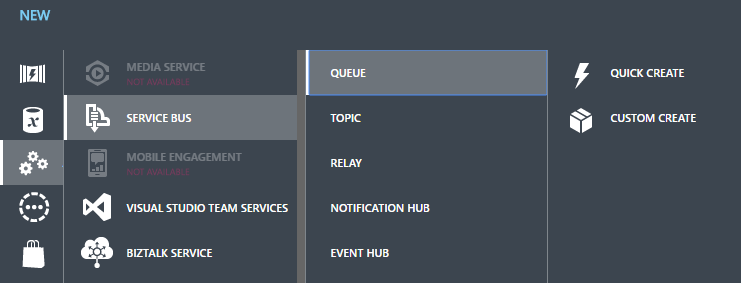 NEW
MEDIA SERVICE
NOT AVAILABLE
SERVICE BUS
MOBILE ENGAGEMENT
NOT AVAILABLE
VISUAL STUDIO TEAM SERVICES
BIZTALK SERVICE
QUEUE
TOPIC
RELAY
NOTIFICATION HUB
EVENT HUB
QUICK CREATE
CUSTOM CREATE